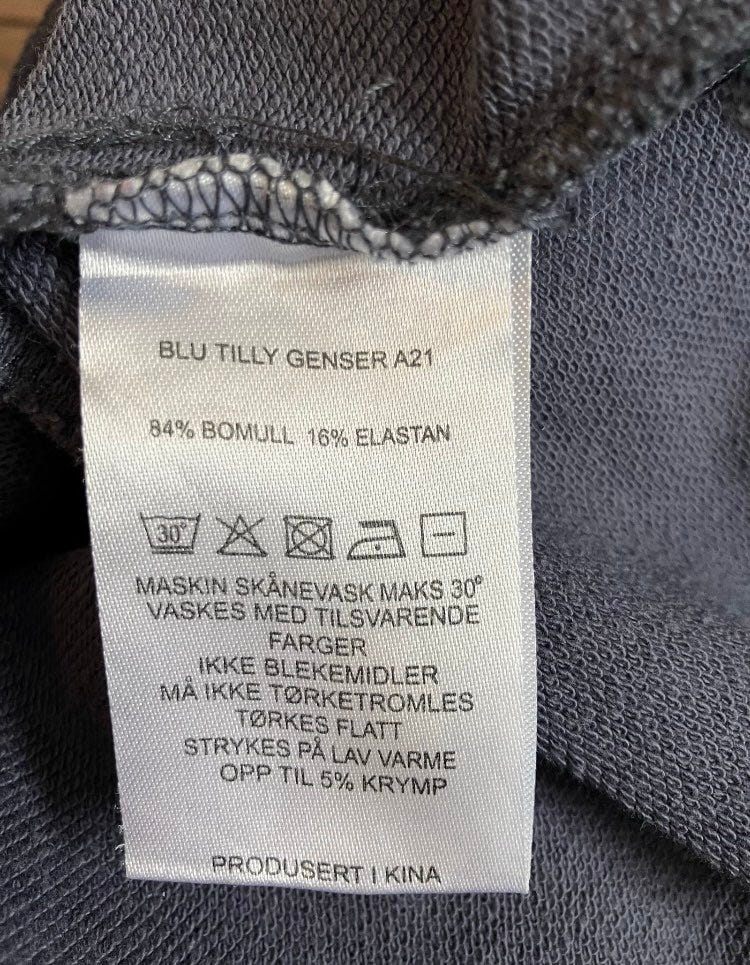 BLU TILLY GENSER A21
84% BOMULL 16% ELASTAN
30°
MASKIN SKÅNEVASK MAKS 30°
VASKES MED TILSVARENDE
FARGER
IKKE BLEKEMIDLER
MÅ IKKE TØRKETROMLES
TØRKES FLATT
STRYKES PÅ LAV VARME
OPP TIL 5% KRYMP
PRODUSERT I KINA